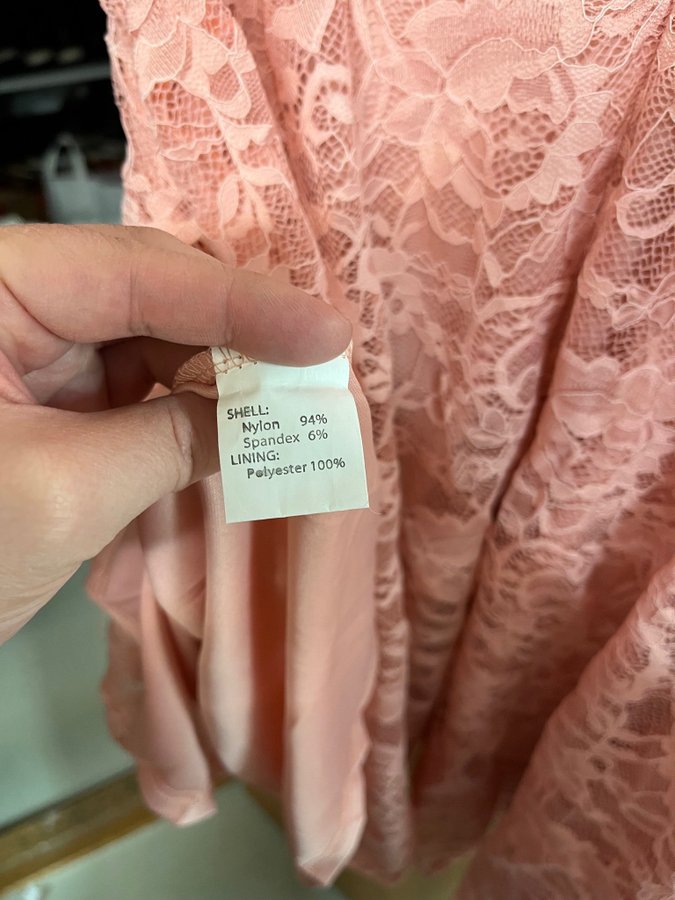 SHELL:
Nylon 94%
Spandex 6%
LINING:
Polyester 100%